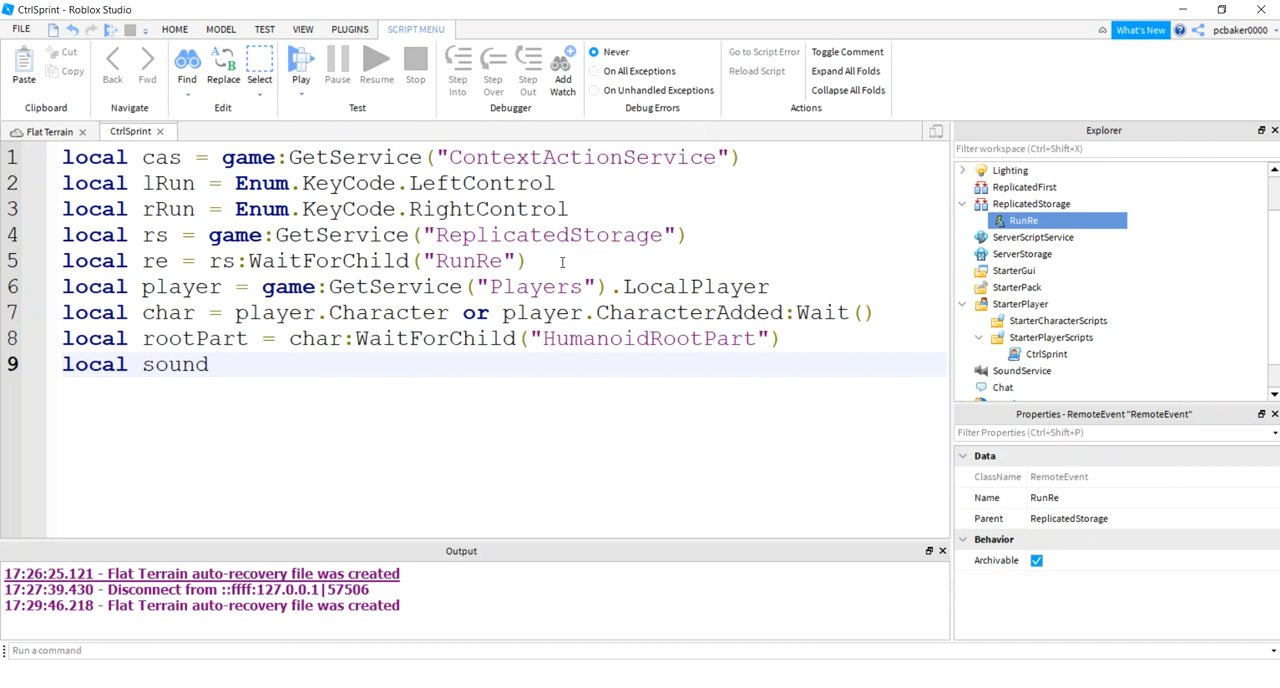 CtrlSprint - Roblox Studio
FILE HOME MODEL TEST VIEW PLUGINS SCRIPT MENU What's New pcbaker0000
Paste Cut Copy Back Fwd Find Replace Select Play Pause Resume Stop Step Into Step Over Step Out Add Watch Never On All Exceptions On Unhandled Exceptions Go to Script Error Reload Script Toggle Comment Expand All Folds Collapse All Folds
Clipboard Navigate Edit Test Debugger Debug Errors Actions
Flat Terrain CtrlSprint
1 local cas = game:GetService("ContextActionService")
2 local lRun = Enum.KeyCode.LeftControl
3 local rRun = Enum.KeyCode.RightControl
4 local rs = game:GetService("ReplicatedStorage")
5 local re = rs:WaitForChild("RunRe")
6 local player = game:GetService("Players").LocalPlayer
7 local char = player.Character or player.CharacterAdded:Wait()
8 local rootPart = char:WaitForChild("HumanoidRootPart")
9 local sound
Explorer
Filter workspace (Ctrl+Shift+X)
Lighting
ReplicatedFirst
ReplicatedStorage
RunRe
ServerScriptService
ServerStorage
StarterGui
StarterPack
StarterPlayer
StarterCharacterScripts
StarterPlayerScripts
CtrlSprint
SoundService
Chat
Properties - RemoteEvent "RemoteEvent"
Filter Properties (Ctrl+Shift+P)
Data
ClassName RemoteEvent
Name RunRe
Parent ReplicatedStorage
Behavior
Archivable
Output
17:26:25.121 - Flat Terrain auto-recovery file was created
17:27:39.430 - Disconnect from ::ffff:127.0.0.1|57506
17:29:46.218 - Flat Terrain auto-recovery file was created
Run a command